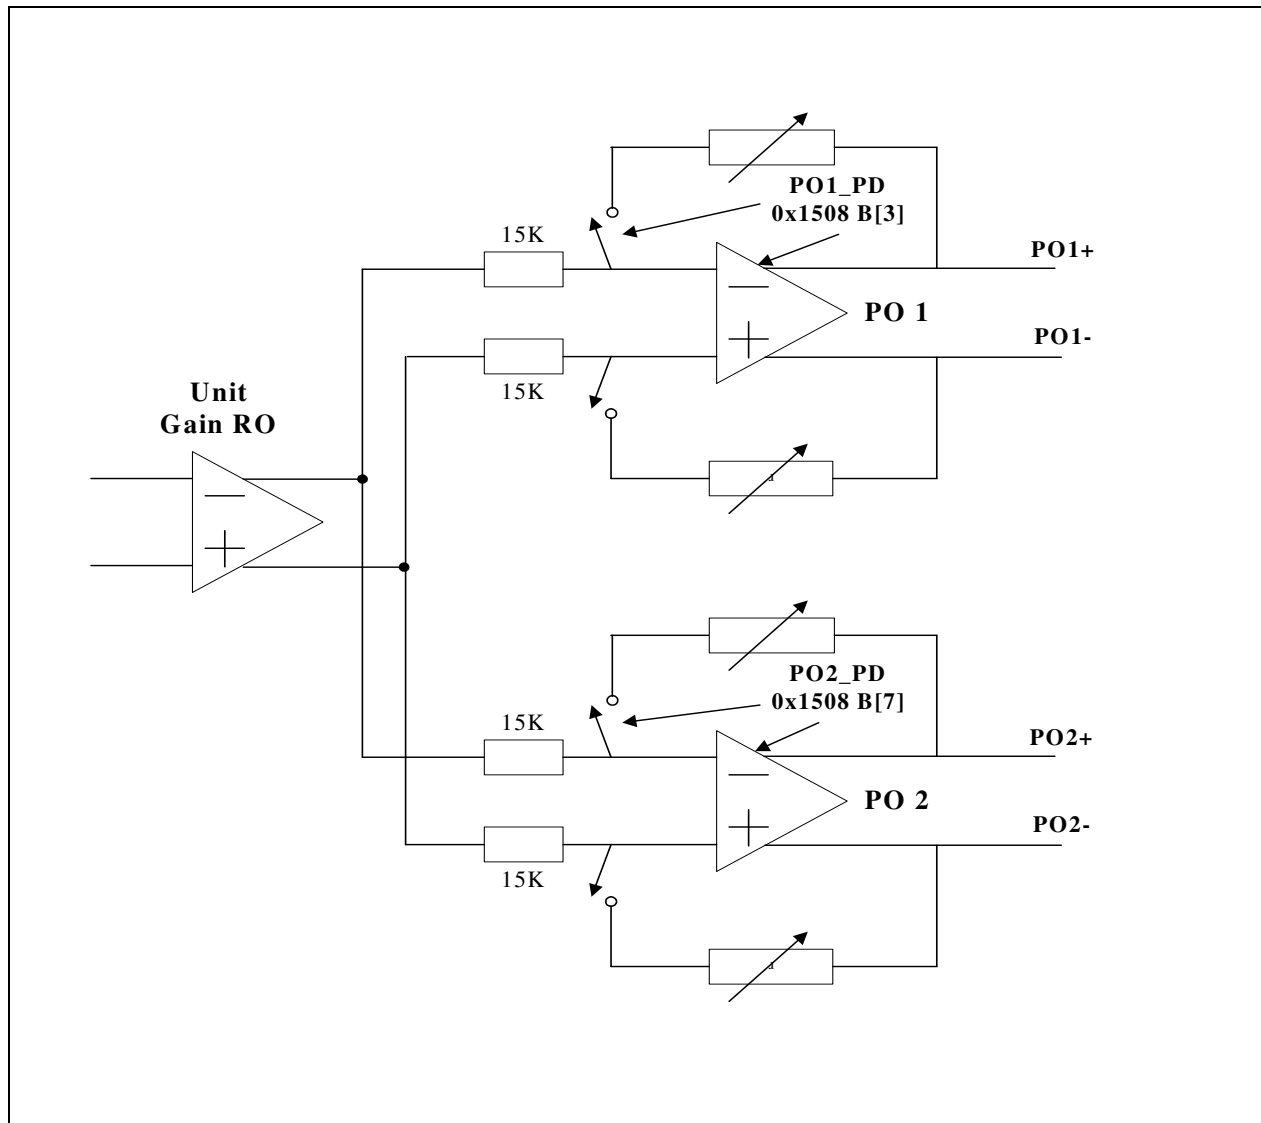 PO1_PD
0x1508 B[3]
15K
PO1+
PO 1
PO1-
15K
Unit
Gain RO
PO2_PD
0x1508 B[7]
15K
PO2+
PO 2
PO2-
15K